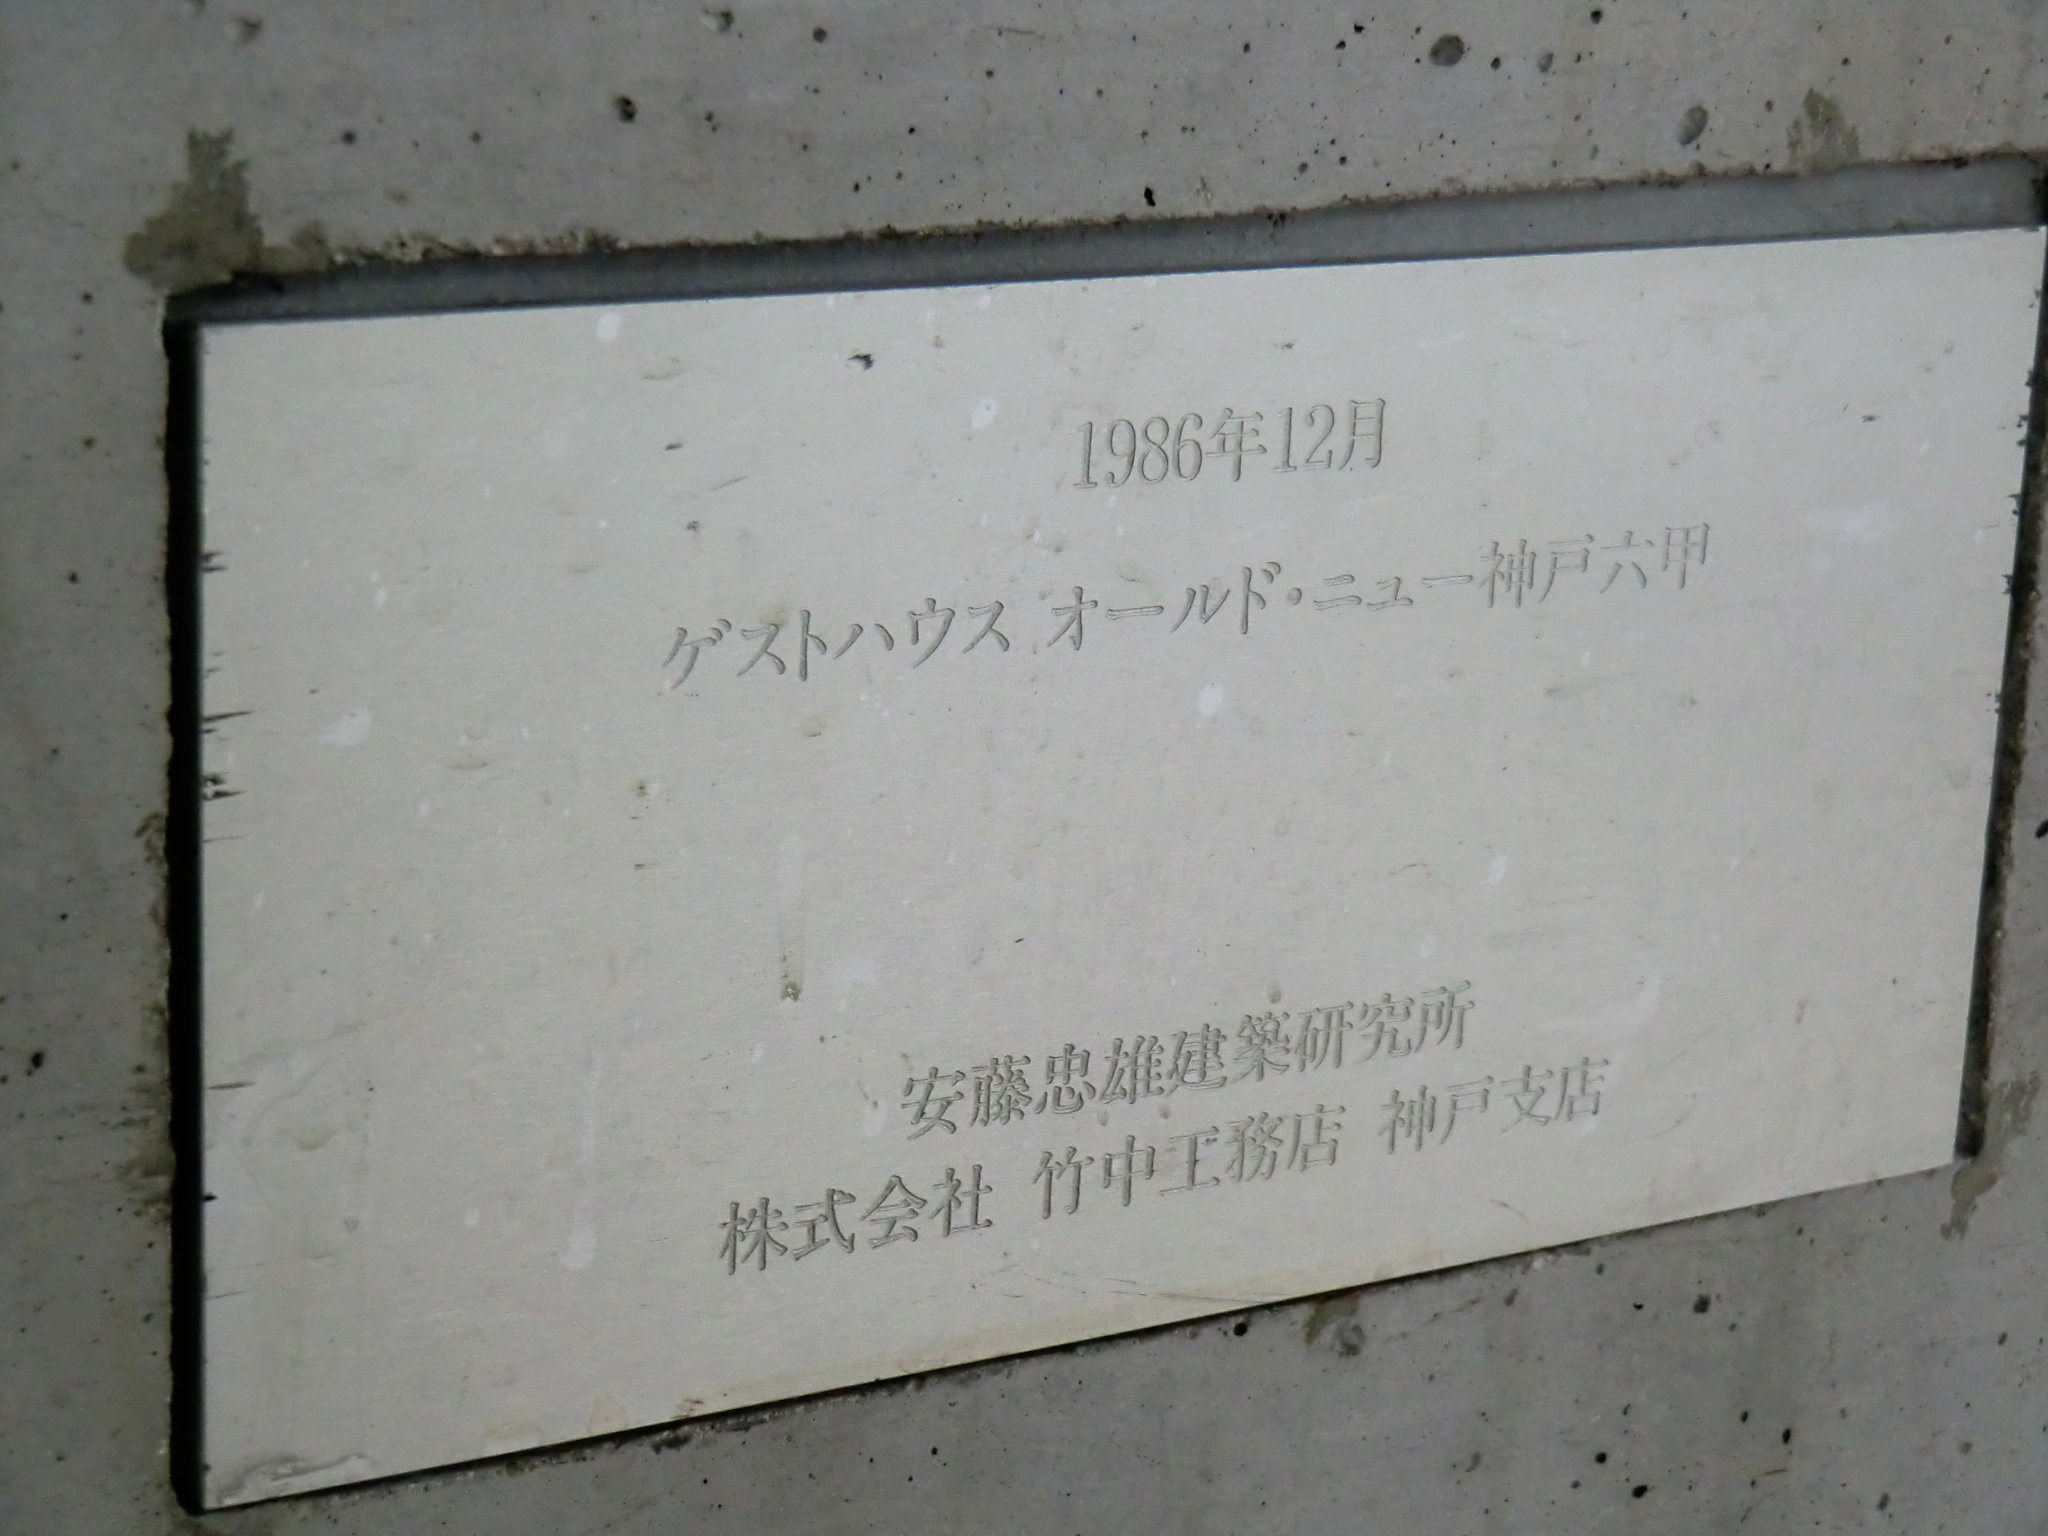 1986年12月
ゲストハウス オールド・ニュー神戸六甲
安藤忠雄建築研究所
株式会社 竹中工務店 神戸支店